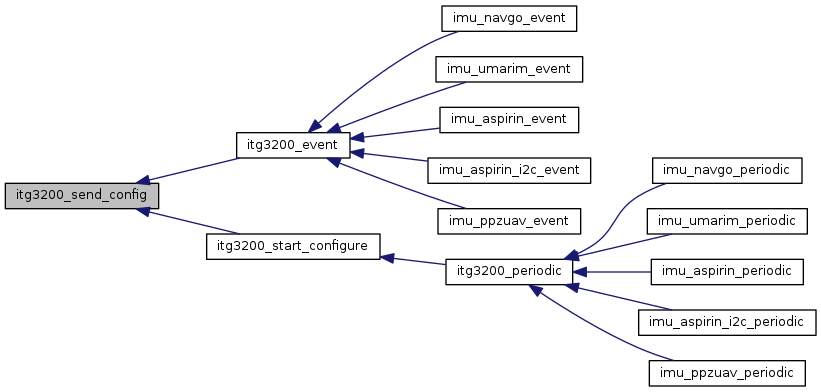 imu_navgo_event
imu_umarim_event
imu_aspirin_event
itg3200_event
imu_aspirin_i2c_event
imu_navgo_periodic
itg3200_send_config
imu_ppzuav_event
imu_umarim_periodic
itg3200_start_configure
itg3200_periodic
imu_aspirin_periodic
imu_aspirin_i2c_periodic
imu_ppzuav_periodic